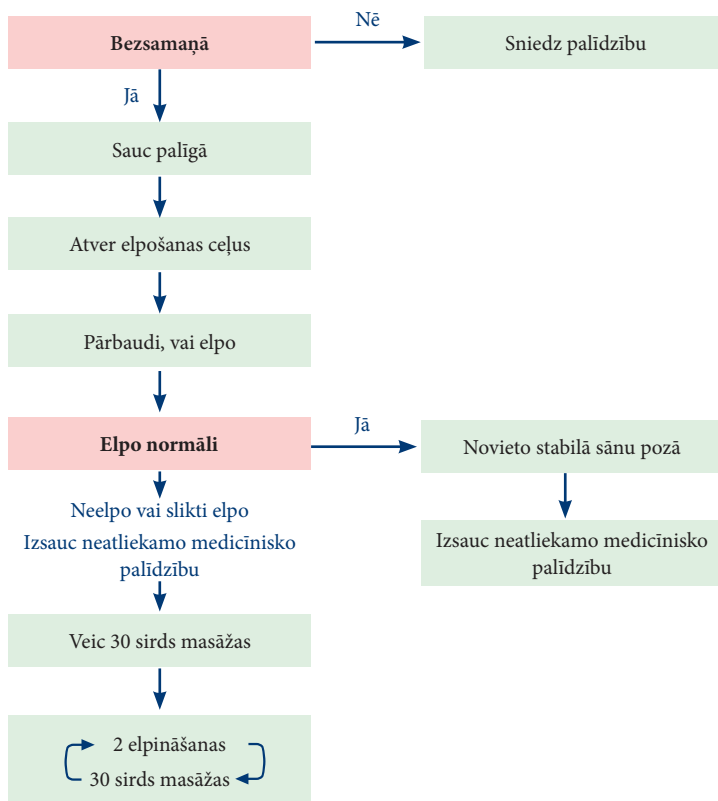 Bezsamaņā
Nē
Sniedz palīdzību
Jā
Sauc palīgā
Atver elpošanas ceļus
Pārbaudi, vai elpo
Elpo normāli
Jā
Novieto stabilā sānu pozā
Izsauc neatliekamo medicīnisko
palīdzību
Neelpo vai slikti elpo
Izsauc neatliekamo medicīnisko
palīdzību
Veic 30 sirds masāžas
2 elpināšanas
30 sirds masāžas